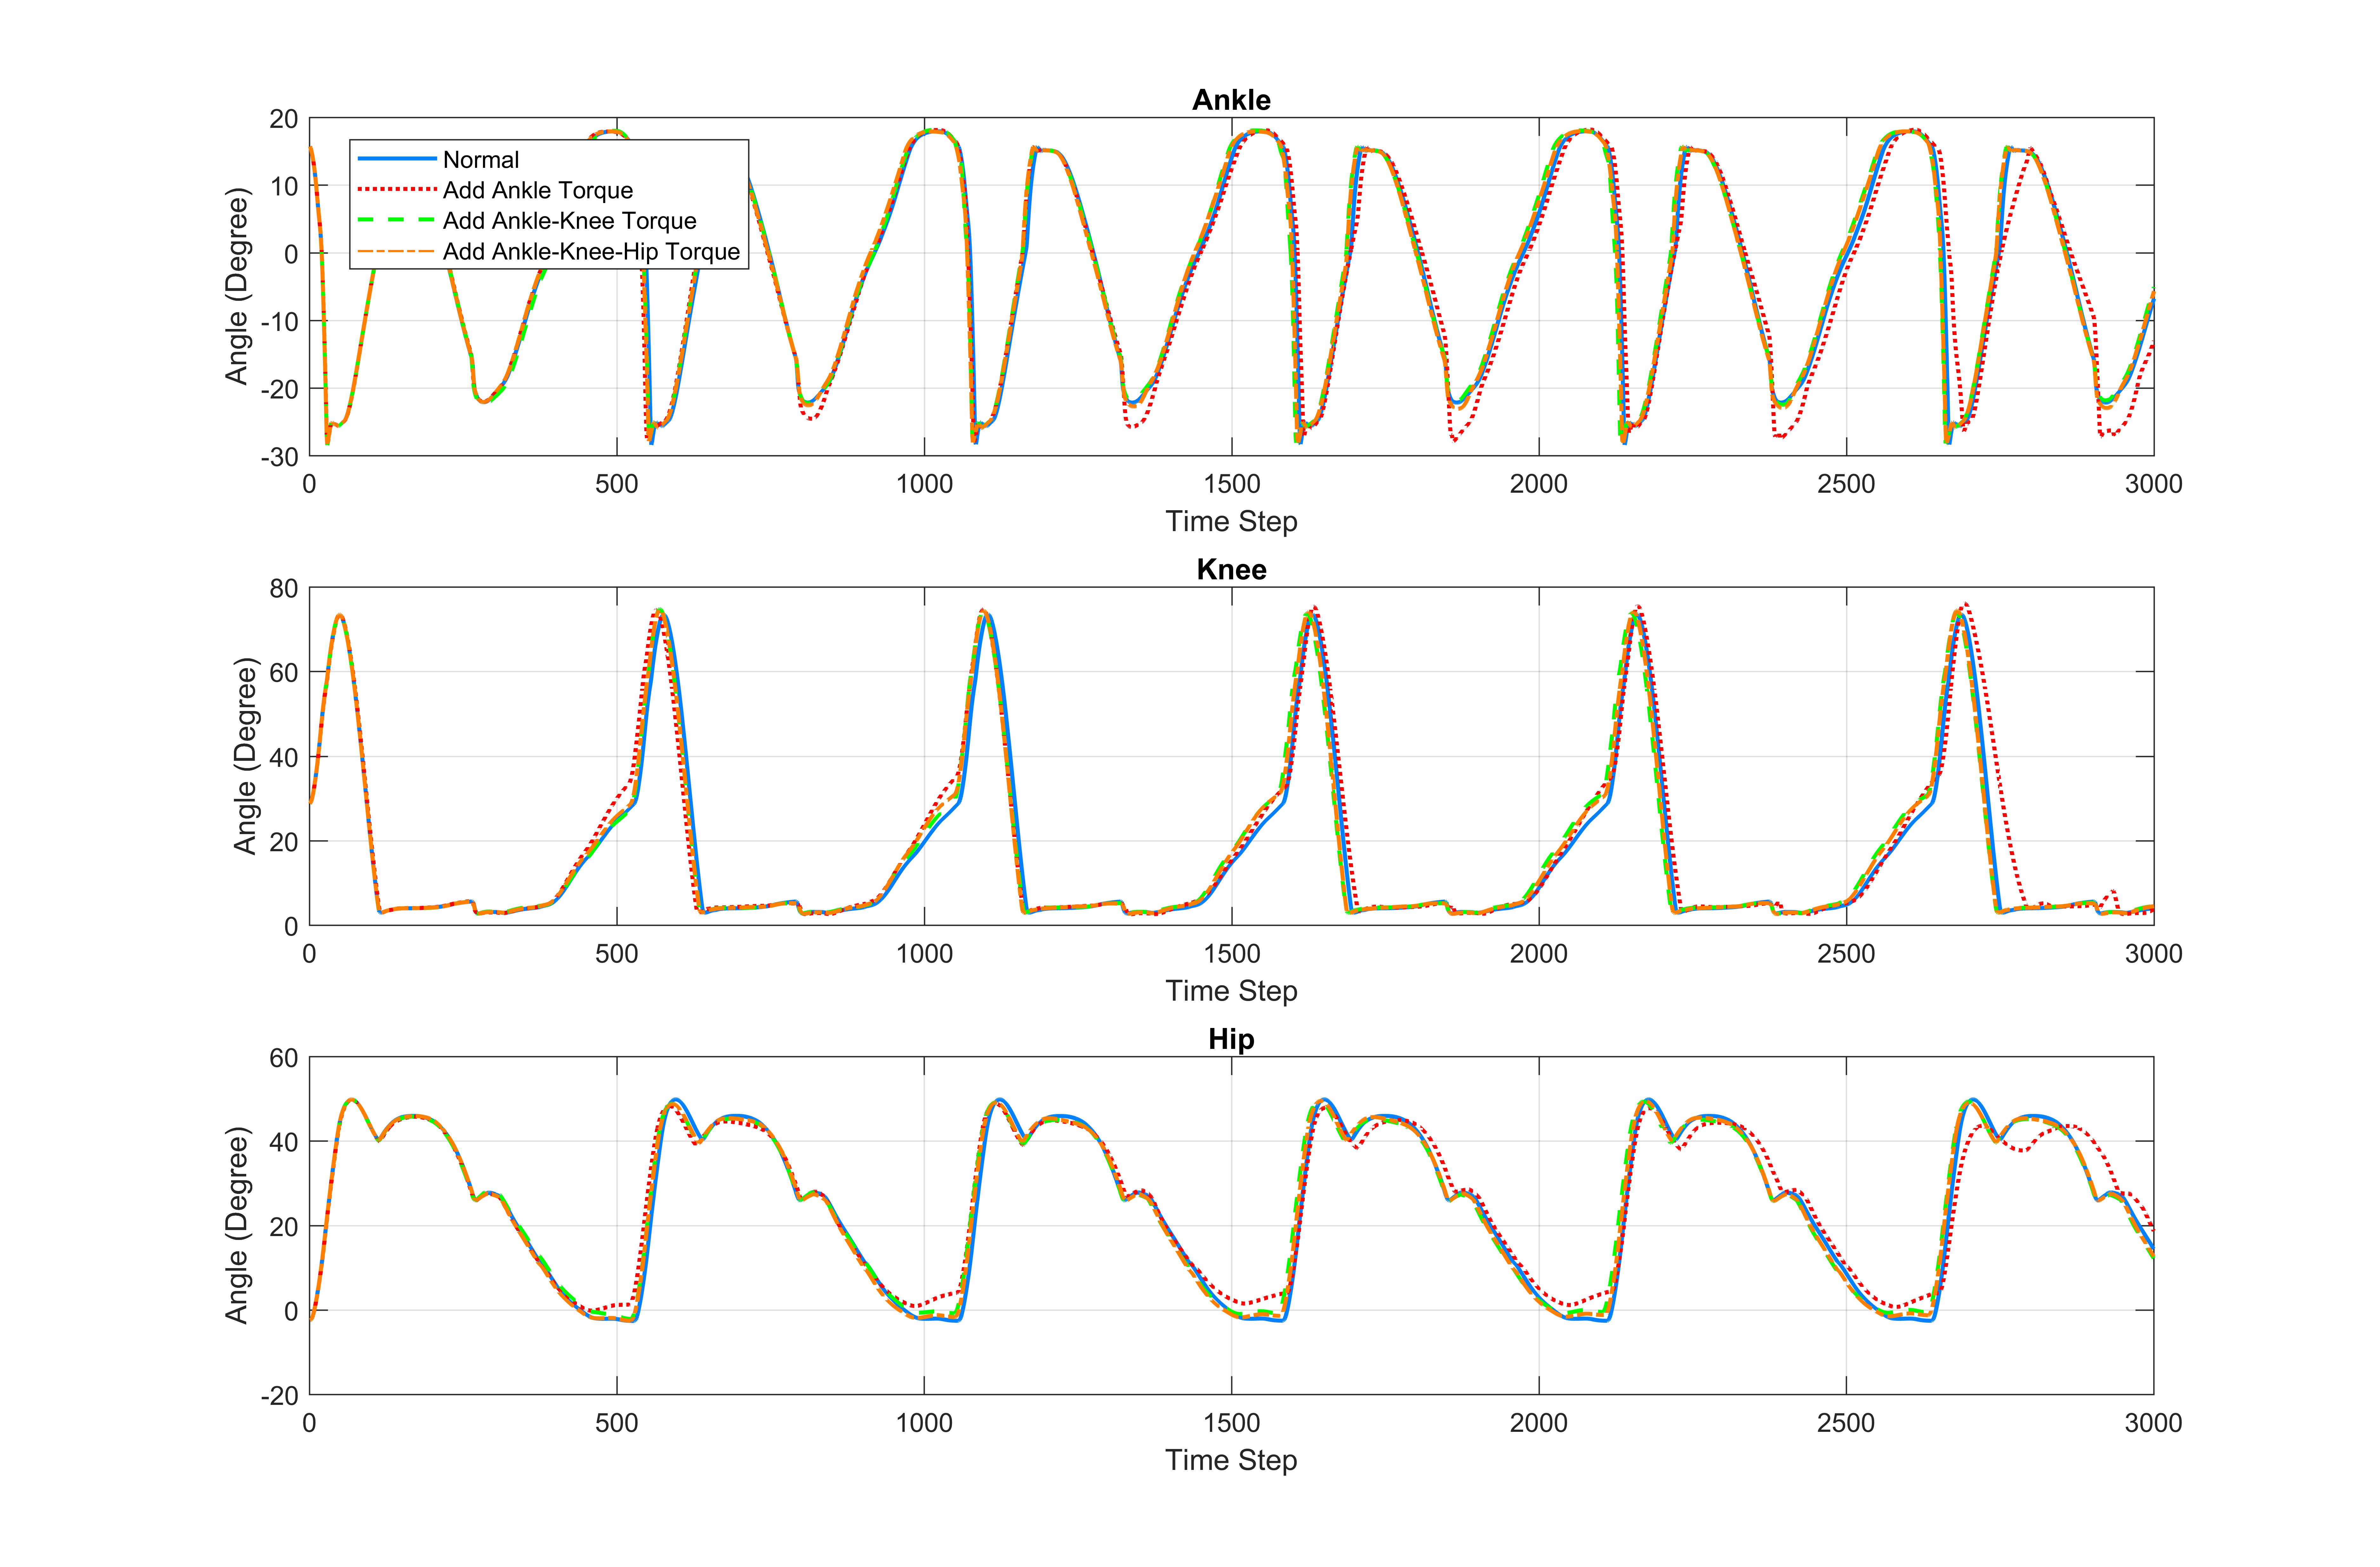 Ankle
20
10
0
-10
-20
-30
Angle (Degree)
Normal
Add Ankle Torque
Add Ankle-Knee Torque
Add Ankle-Knee-Hip Torque
0 500 1000 1500 2000 2500 3000
Time Step
Knee
80
60
40
20
0
Angle (Degree)
0 500 1000 1500 2000 2500 3000
Time Step
Hip
60
40
20
0
-20
Angle (Degree)
0 500 1000 1500 2000 2500 3000
Time Step